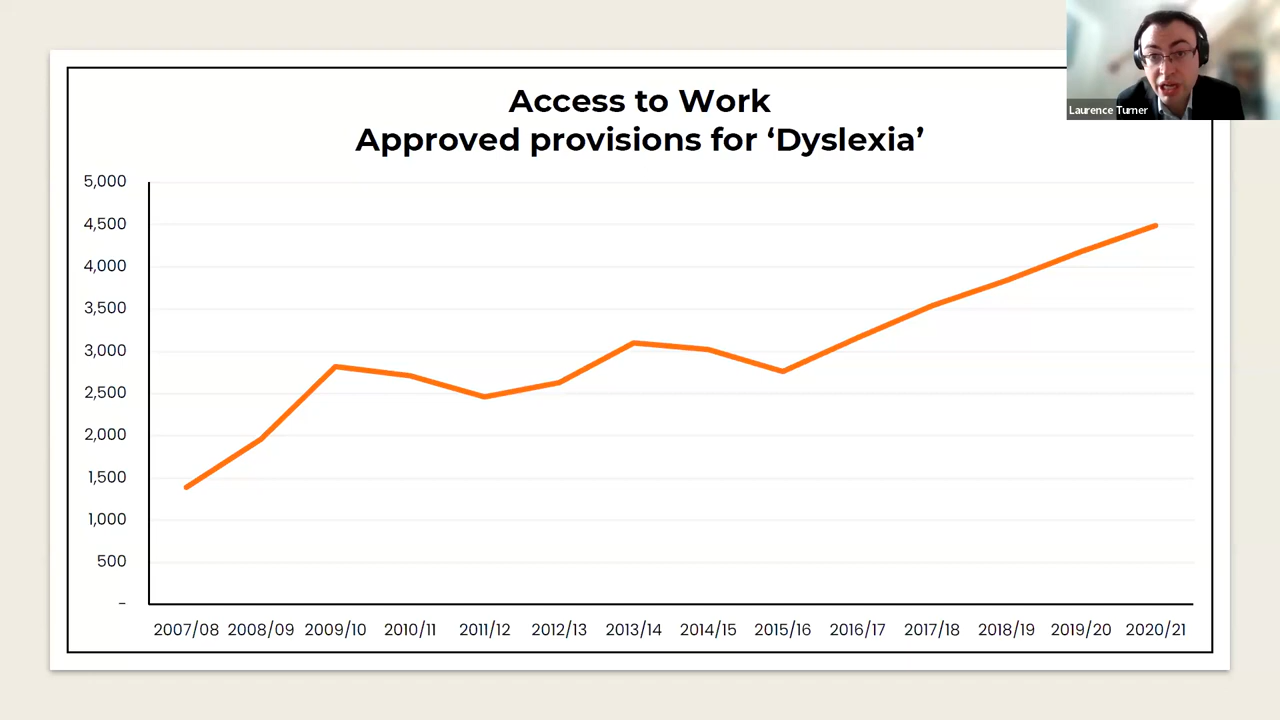 Access to Work
Approved provisions for ‘Dyslexia’
Laurence Turner
5,000
4,500
4,000
3,500
3,000
2,500
2,000
1,500
1,000
500
-
2007/08 2008/09 2009/10 2010/11 2011/12 2012/13 2013/14 2014/15 2015/16 2016/17 2017/18 2018/19 2019/20 2020/21